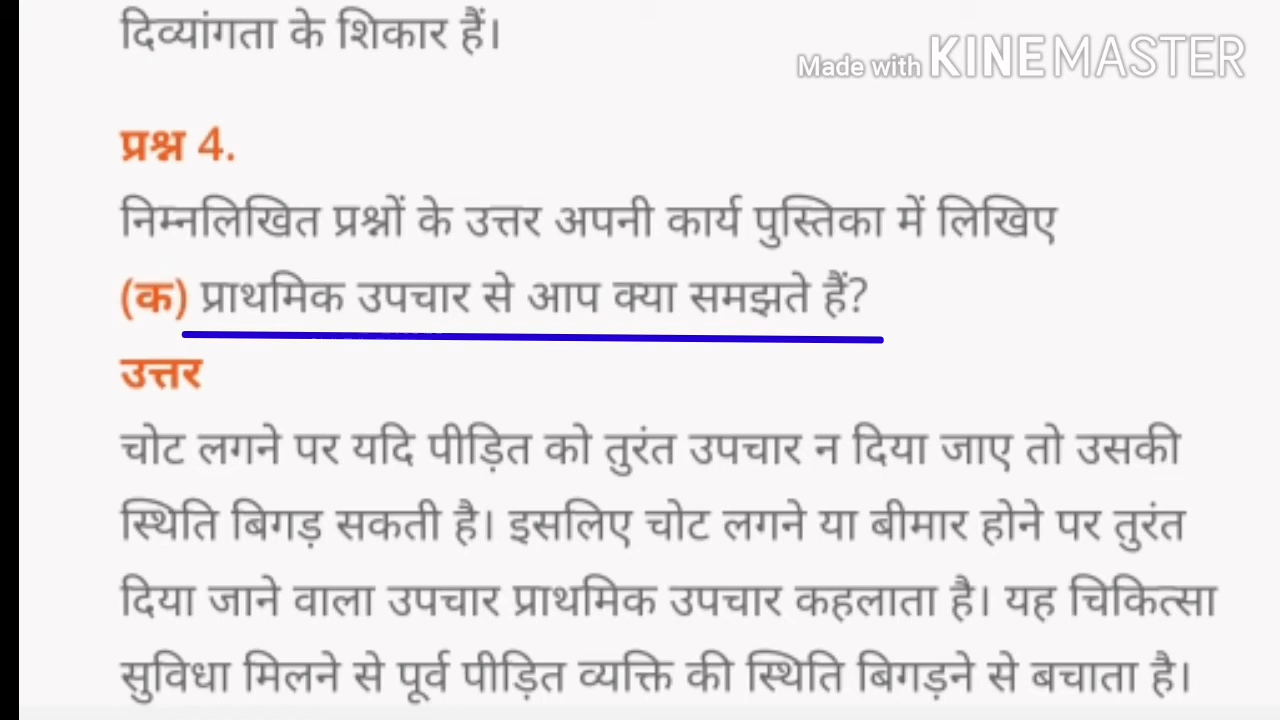 दिव्यांगता के शिकार हैं।
Made with KINEMASTER
प्रश्न 4.
निम्नलिखित प्रश्नों के उत्तर अपनी कार्य पुस्तिका में लिखिए
(क) प्राथमिक उपचार से आप क्या समझते हैं?
उत्तर
चोट लगने पर यदि पीड़ित को तुरंत उपचार न दिया जाए तो उसकी
स्थिति बिगड़ सकती है। इसलिए चोट लगने या बीमार होने पर तुरंत
दिया जाने वाला उपचार प्राथमिक उपचार कहलाता है। यह चिकित्सा
सुविधा मिलने से पूर्व पीड़ित व्यक्ति की स्थिति बिगड़ने से बचाता है।